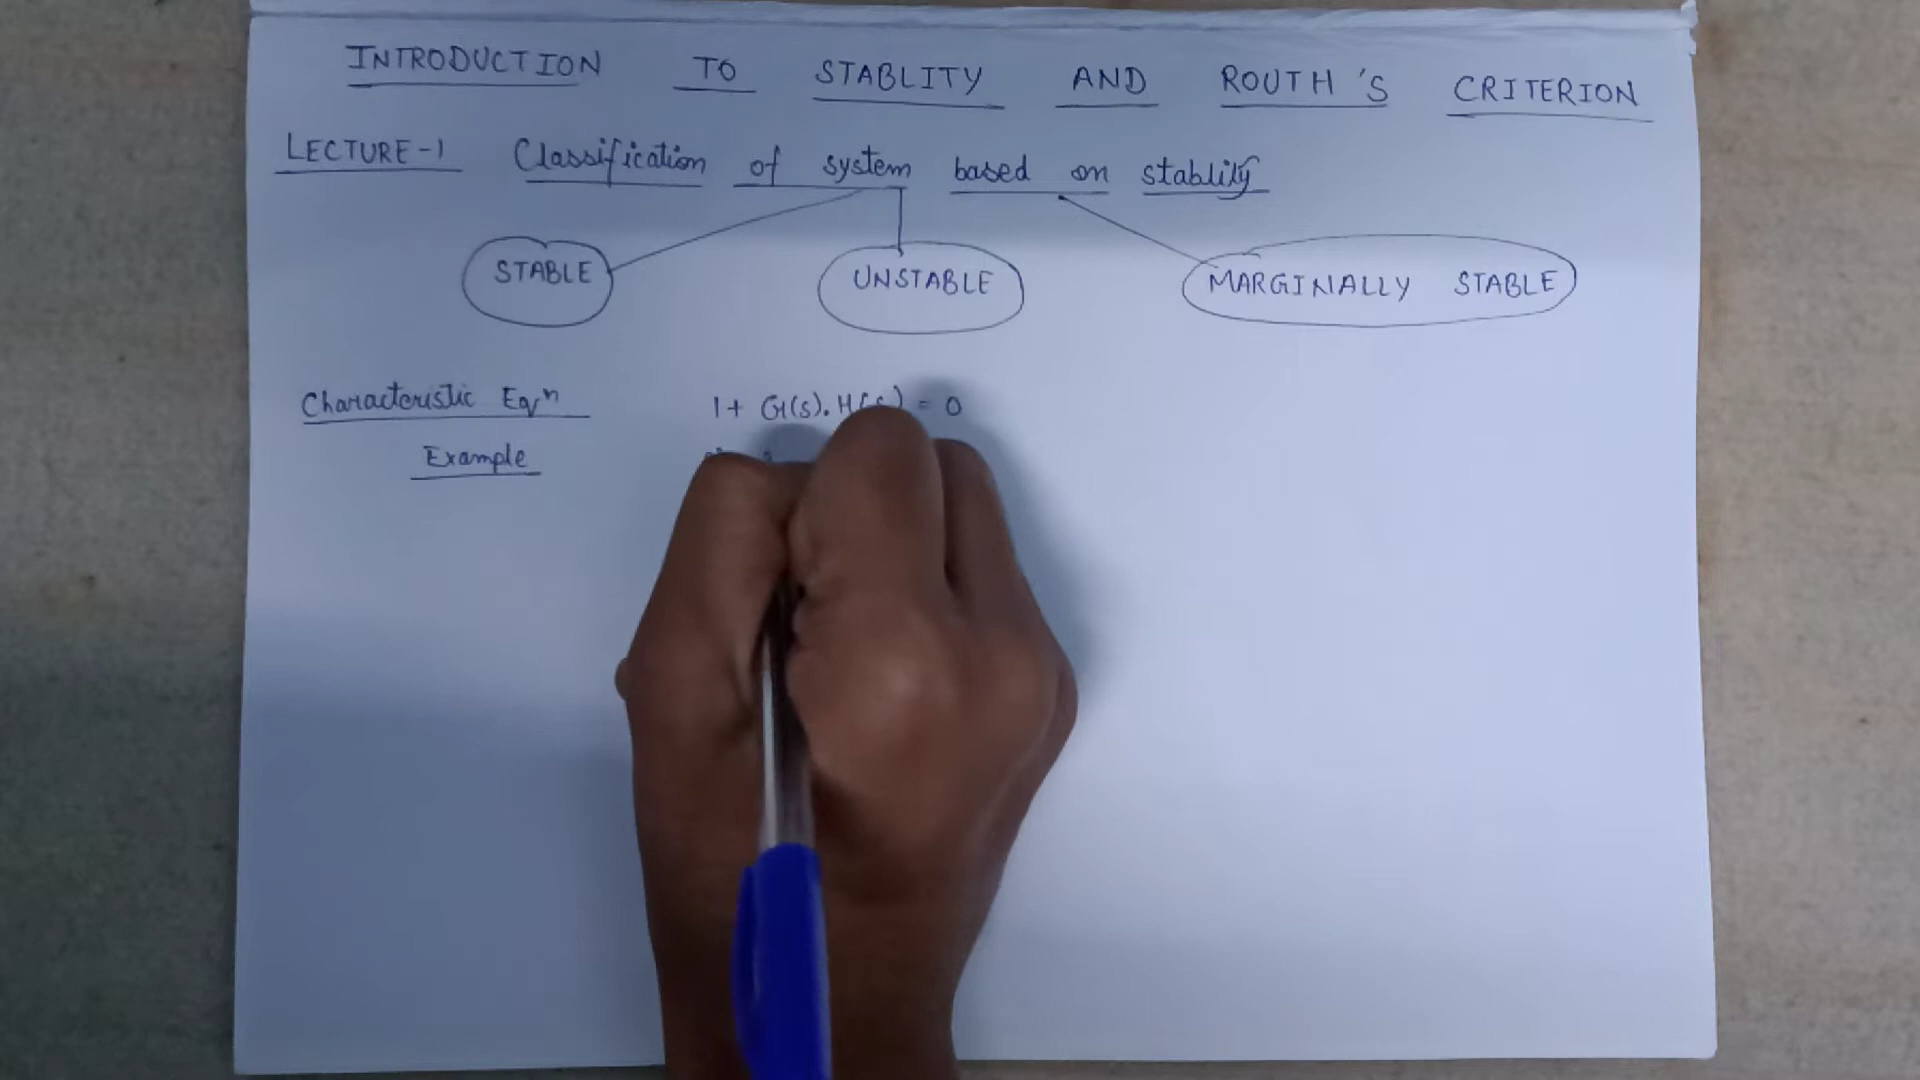 INTRODUCTION TO STABLITY AND ROUTH'S CRITERION
LECTURE-1 Classification of system based on stablity
STABLE UNSTABLE MARGINALLY STABLE
Characteristic Eqn 1+ G(s).H(s) = 0
Example